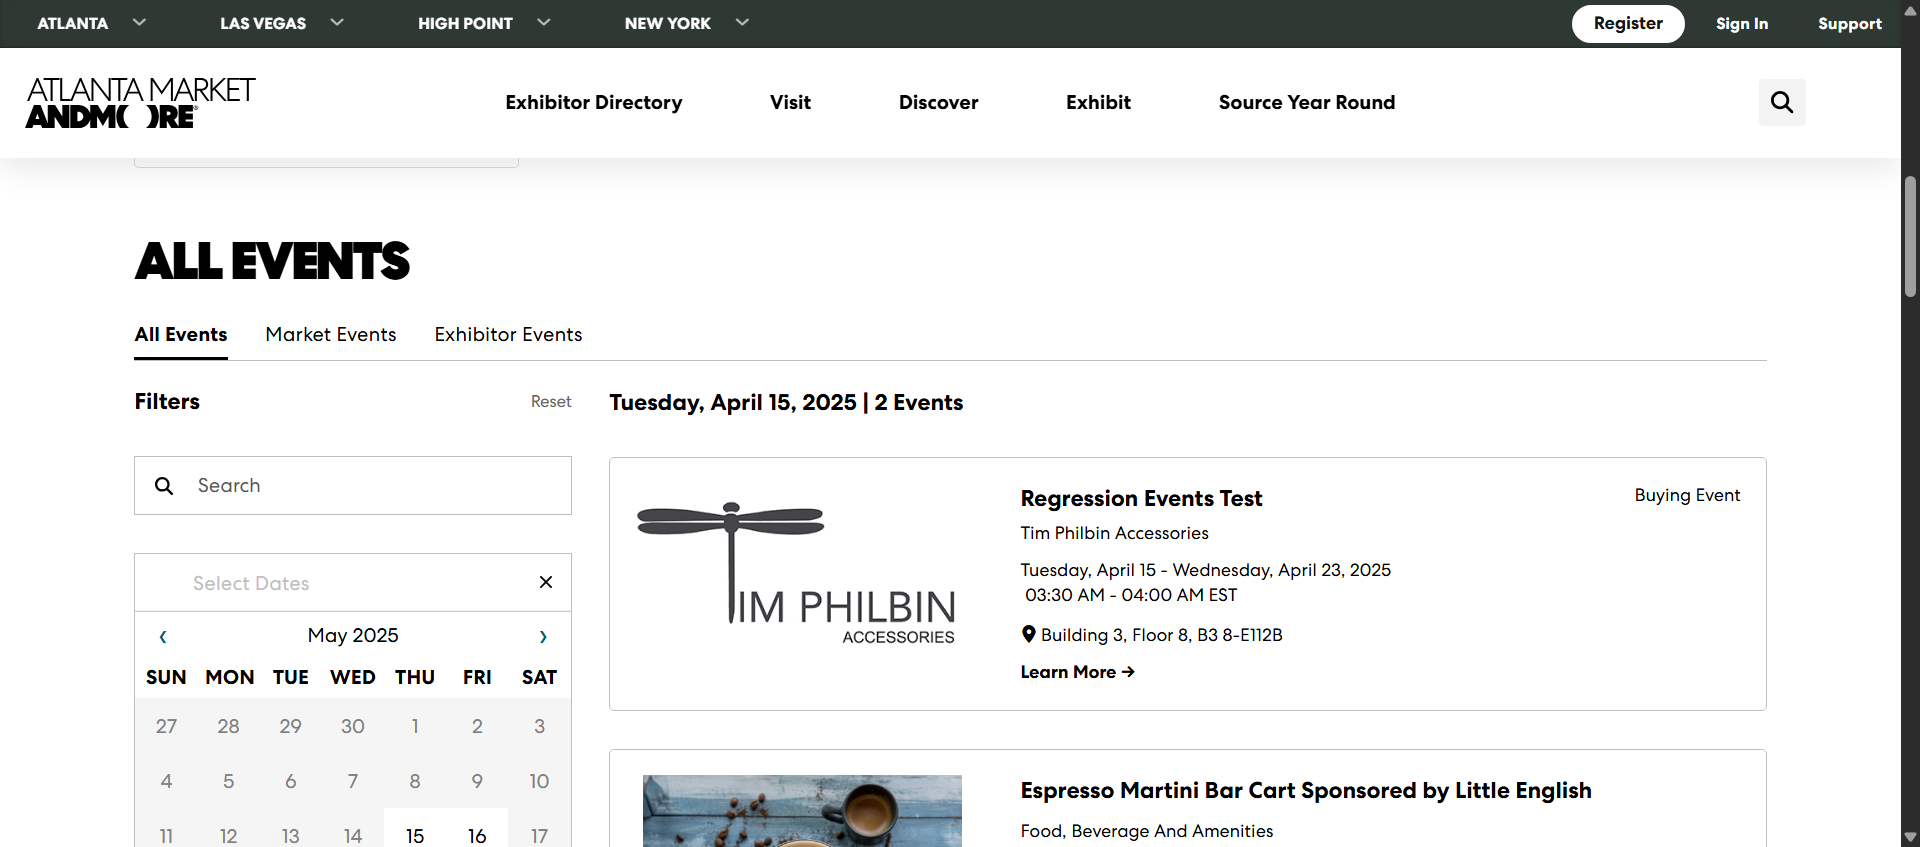 ATLANTA LAS VEGAS HIGH POINT NEW YORK Register Sign In Support
ATLANTA MARKET
ANDMORE®
Exhibitor Directory Visit Discover Exhibit Source Year Round
ALL EVENTS
All Events Market Events Exhibitor Events
Filters Reset
Search
Select Dates
May 2025
SUN MON TUE WED THU FRI SAT
27 28 29 30 1 2 3
4 5 6 7 8 9 10
11 12 13 14 15 16 17
Tuesday, April 15, 2025 | 2 Events
TIM PHILBIN
ACCESSORIES
Regression Events Test
Buying Event
Tim Philbin Accessories
Tuesday, April 15 - Wednesday, April 23, 2025
03:30 AM - 04:00 AM EST
Building 3, Floor 8, B3 8-E112B
Learn More →
Espresso Martini Bar Cart Sponsored by Little English
Food, Beverage And Amenities